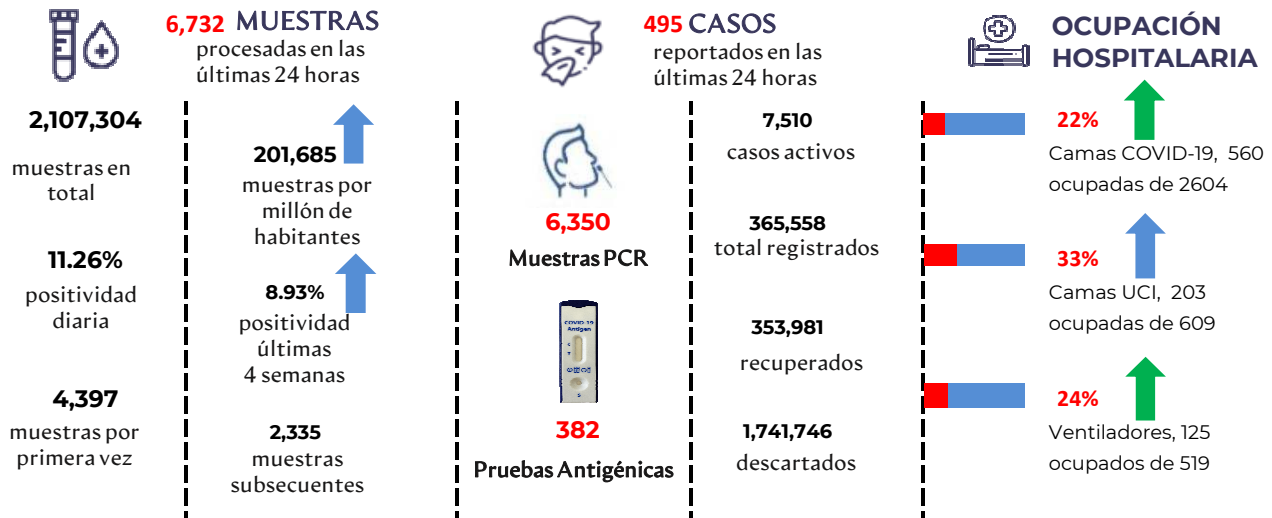 6,732 MUESTRAS
procesadas en las
últimas 24 horas
2,107,304
muestras en
total
11.26%
positividad
diaria
4,397
muestras por
primera vez
201,685
muestras por
millón de
habitantes
8.93%
positividad
últimas
4 semanas
2,335
muestras
subsecuentes
495 CASOS
reportados en las
últimas 24 horas
6,350
Muestras PCR
COVID-19
Antigen
382
Pruebas Antigénicas
7,510
casos activos
365,558
total registrados
353,981
recuperados
1,741,746
descartados
OCUPACIÓN
HOSPITALARIA
22%
Camas COVID-19, 560
ocupadas de 2604
33%
Camas UCI, 203
ocupadas de 609
24%
Ventiladores, 125
ocupados de 519